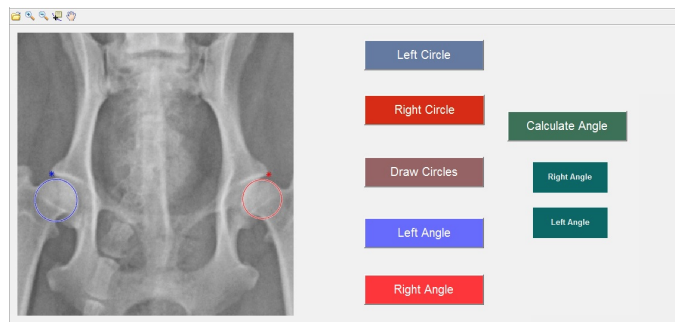 Left Circle
Right Circle
Calculate Angle
Draw Circles
Right Angle
Left Angle
Left Angle
Right Angle